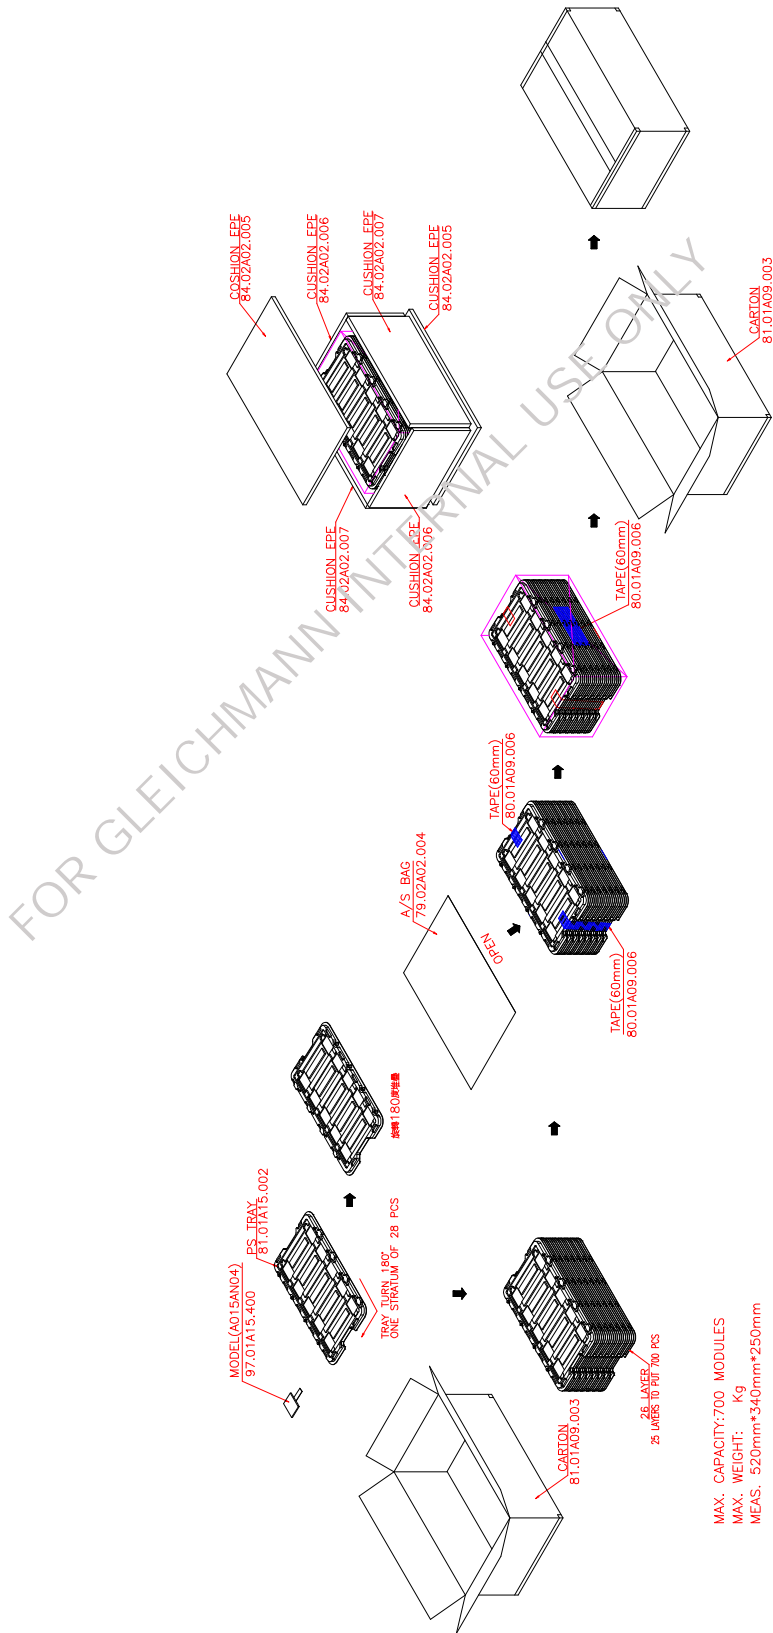 MODEL(A015AN04)
97.01A15.400
PS TRAY
81.01A15.002
TRAY TURN 180°
ONE STRATUM OF 28 PCS
旋轉180度堆疊
CARTON
81.01A09.003
26 LAYER
25 LAYERS TO PUT 700 PCS
A/S BAG
79.02A02.004
OPEN
TAPE(60mm)
80.01A09.006
TAPE(60mm)
80.01A09.006
TAPE(60mm)
80.01A09.006
COSHION EPE
84.02A02.005
CUSHION EPE
84.02A02.006
CUSHION EPE
84.02A02.007
CUSHION EPE
84.02A02.005
CUSHION EPE
84.02A02.007
CUSHION EPE
84.02A02.006
CARTON
81.01A09.003
MAX. CAPACITY:700 MODULES
MAX. WEIGHT: Kg
MEAS. 520mm*340mm*250mm
FOR GLEICHMANN INTERNAL USE ONLY